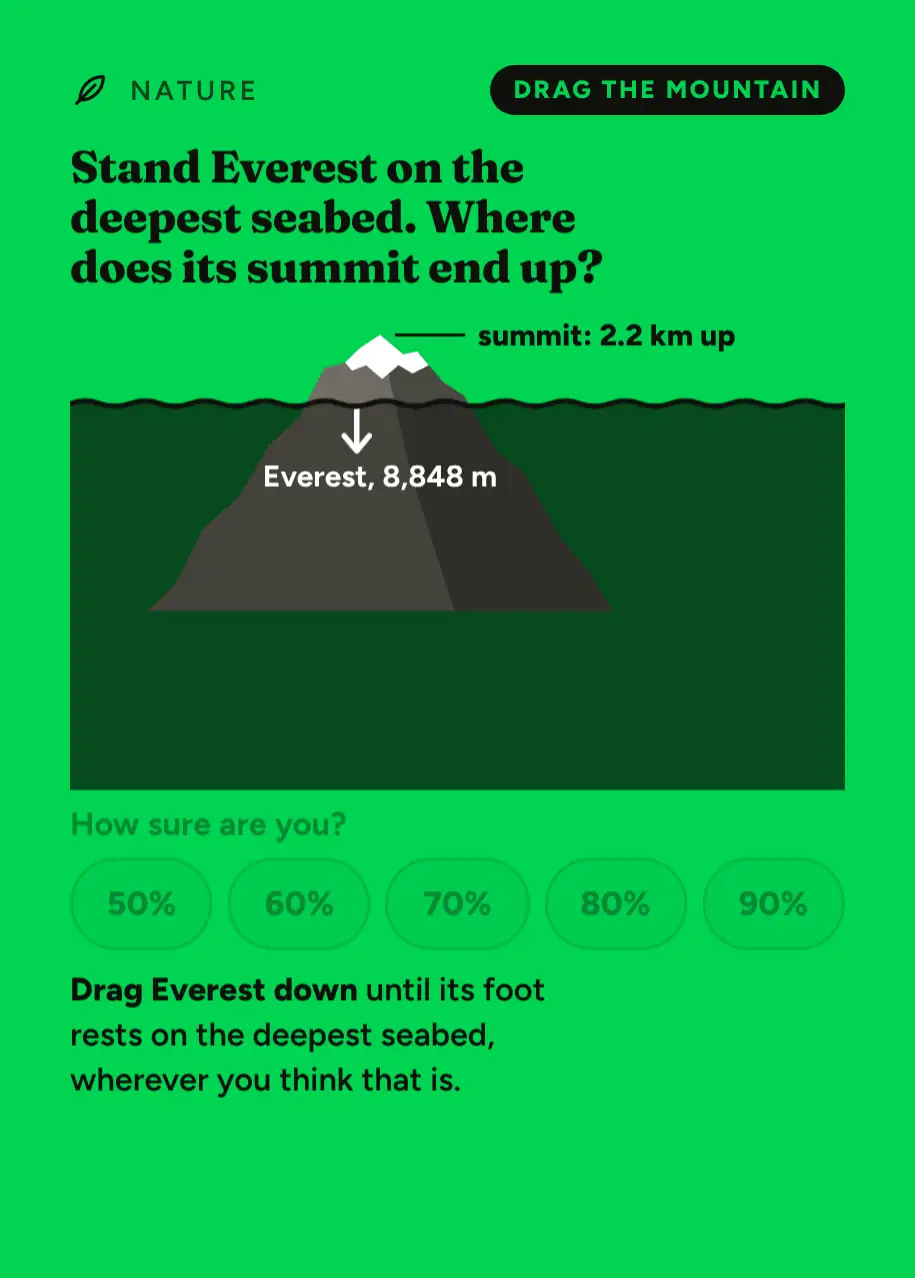 NATURE
DRAG THE MOUNTAIN
Stand Everest on the
deepest seabed. Where
does its summit end up?
summit: 2.2 km up
Everest, 8,848 m
How sure are you?
50%
60%
70%
80%
90%
Drag Everest down until its foot
rests on the deepest seabed,
wherever you think that is.